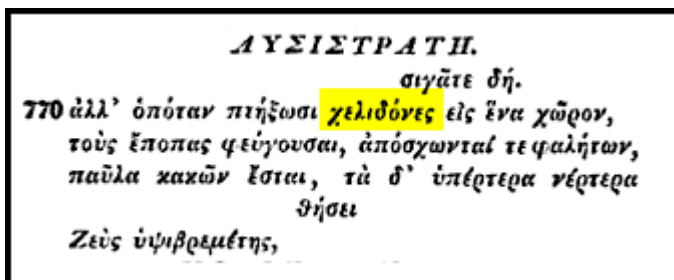 ΛΥΣΙΣΤΡΑΤΗ.
σιγᾶτε δή.
770 ἀλλ' ὁπόταν πτήξωσι χελιδόνες εἰς ἕνα χῶρον,
τοὺς ἔποπας φεύγουσαι, ἀπόσχωνταί τε φαλήτων,
παῦλα κακῶν ἔσται, τὰ δ' ὑπέρτερα νέρτερα
θήσει
Ζεὺς ὑψιβρεμέτης,